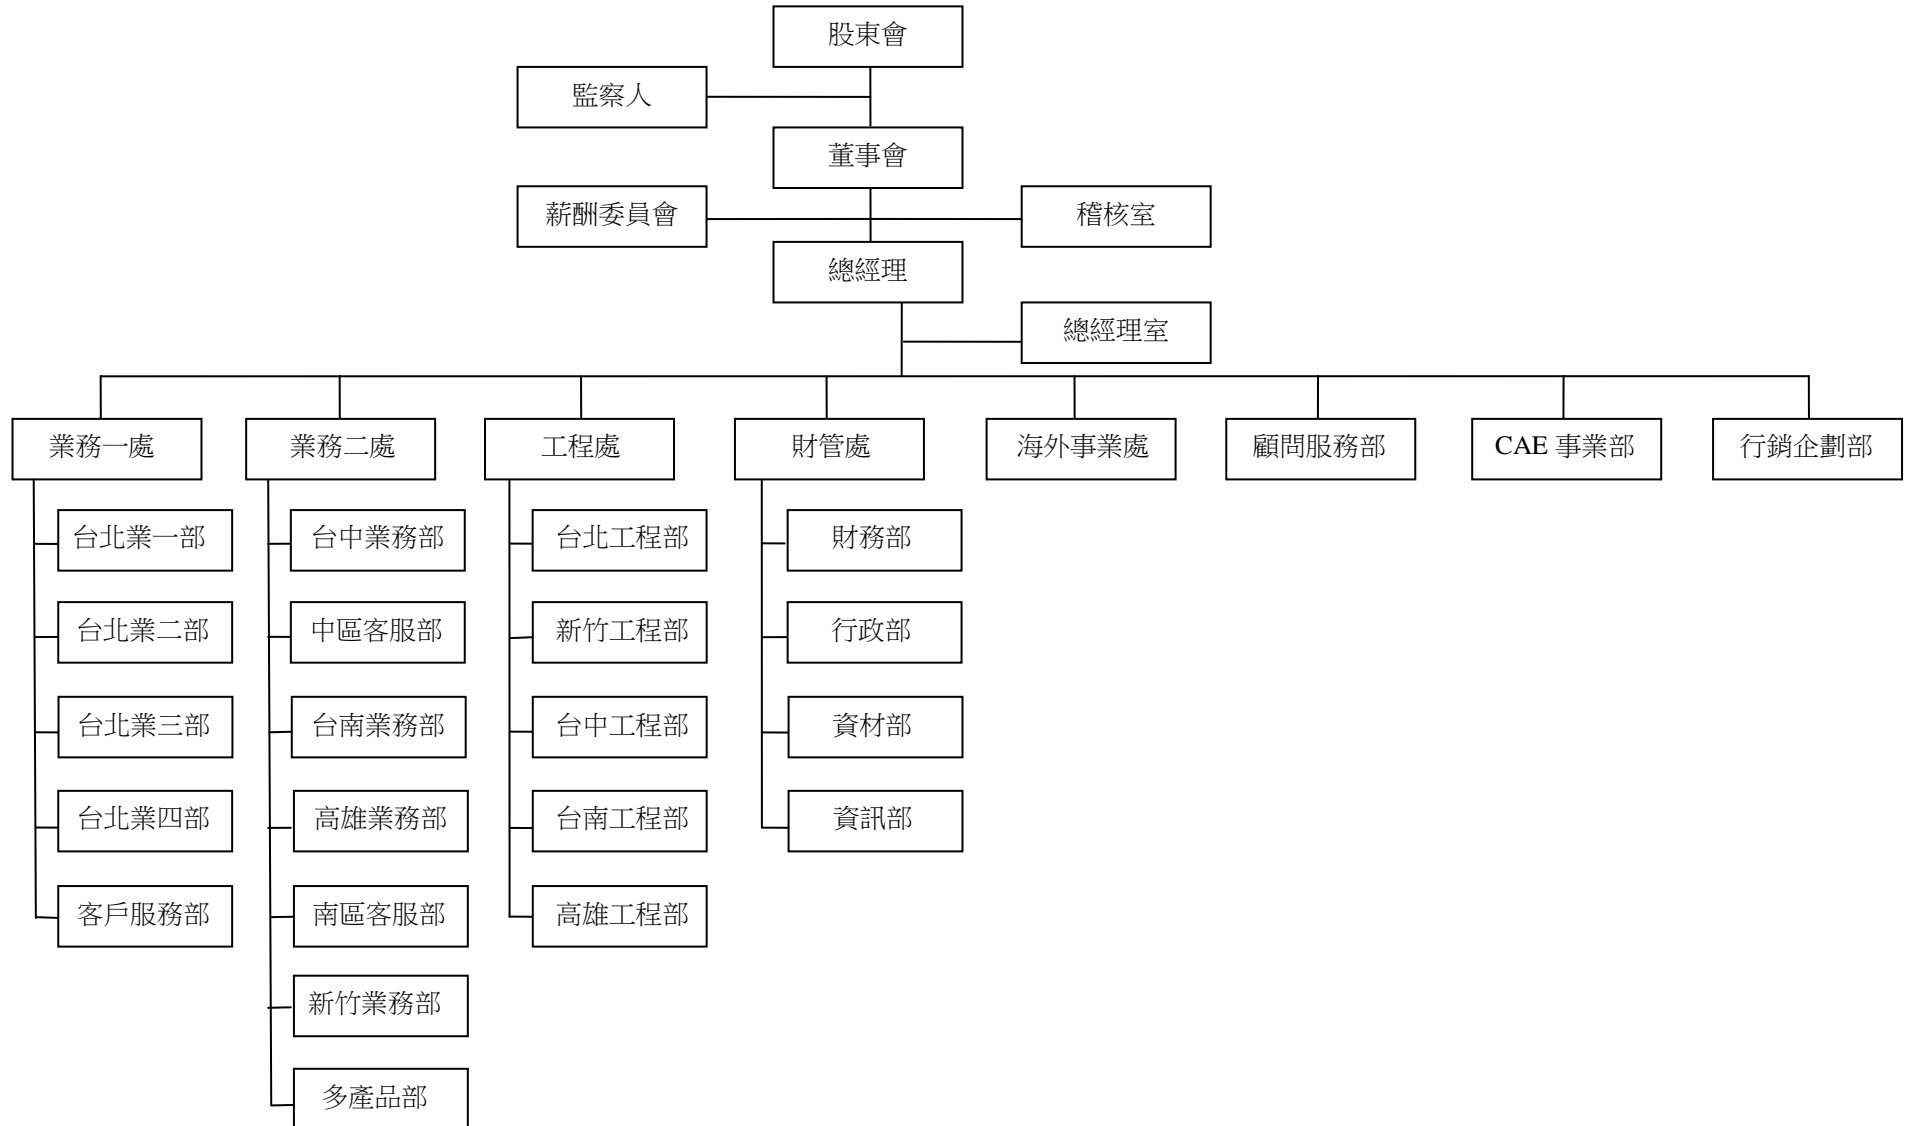 股東會
監察人
董事會
薪酬委員會
稽核室
總經理
總經理室
業務一處
業務二處
工程處
財管處
海外事業處
顧問服務部
CAE 事業部
行銷企劃部
台北業一部
台中業務部
台北工程部
財務部
台北業二部
中區客服部
新竹工程部
行政部
台北業三部
台南業務部
台中工程部
資材部
台北業四部
高雄業務部
台南工程部
資訊部
客戶服務部
南區客服部
高雄工程部
新竹業務部
多產品部